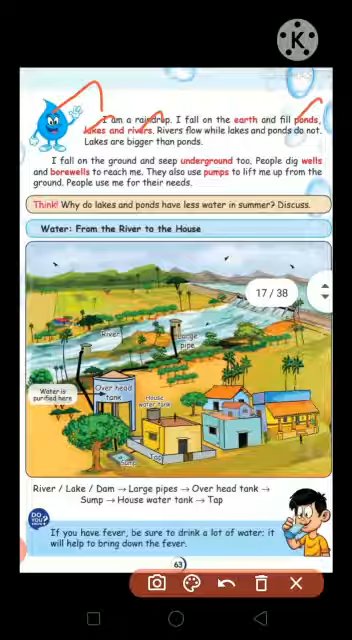 K
I am a raindrop. I fall on the earth and fill ponds,
lakes and rivers. Rivers flow while lakes and ponds do not.
Lakes are bigger than ponds.
I fall on the ground and seep underground too. People dig wells
and borewells to reach me. They also use pumps to lift me up from the
ground. People use me for their needs.
Think! Why do lakes and ponds have less water in summer? Discuss.
Water: From the River to the House
17 / 38
River
Large
pipe
Water is
purified here
Over head
tank
House
water tank
Tap
Sump
River / Lake / Dam → Large pipes → Over head tank →
Sump → House water tank → Tap
DO
YOU
KNOW?
If you have fever, be sure to drink a lot of water; it
will help to bring down the fever.
63